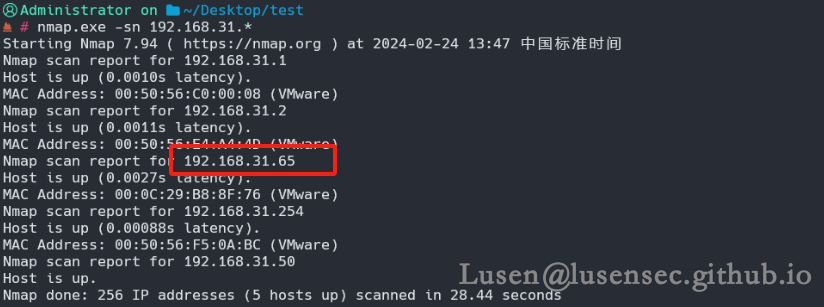 Administrator on ~/Desktop/test
# nmap.exe -sn 192.168.31.*
Starting Nmap 7.94 ( https://nmap.org ) at 2024-02-24 13:47 中国标准时间
Nmap scan report for 192.168.31.1
Host is up (0.0010s latency).
MAC Address: 00:50:56:C0:00:08 (VMware)
Nmap scan report for 192.168.31.2
Host is up (0.0011s latency).
MAC Address: 00:50:56:E4:A4:4D (VMware)
Nmap scan report for 192.168.31.65
Host is up (0.0027s latency).
MAC Address: 00:0C:29:B8:8F:76 (VMware)
Nmap scan report for 192.168.31.254
Host is up (0.00088s latency).
MAC Address: 00:50:56:F5:0A:BC (VMware)
Nmap scan report for 192.168.31.50
Host is up.
Nmap done: 256 IP addresses (5 hosts up) scanned in 28.44 seconds
Lusen@lusensec.github.io